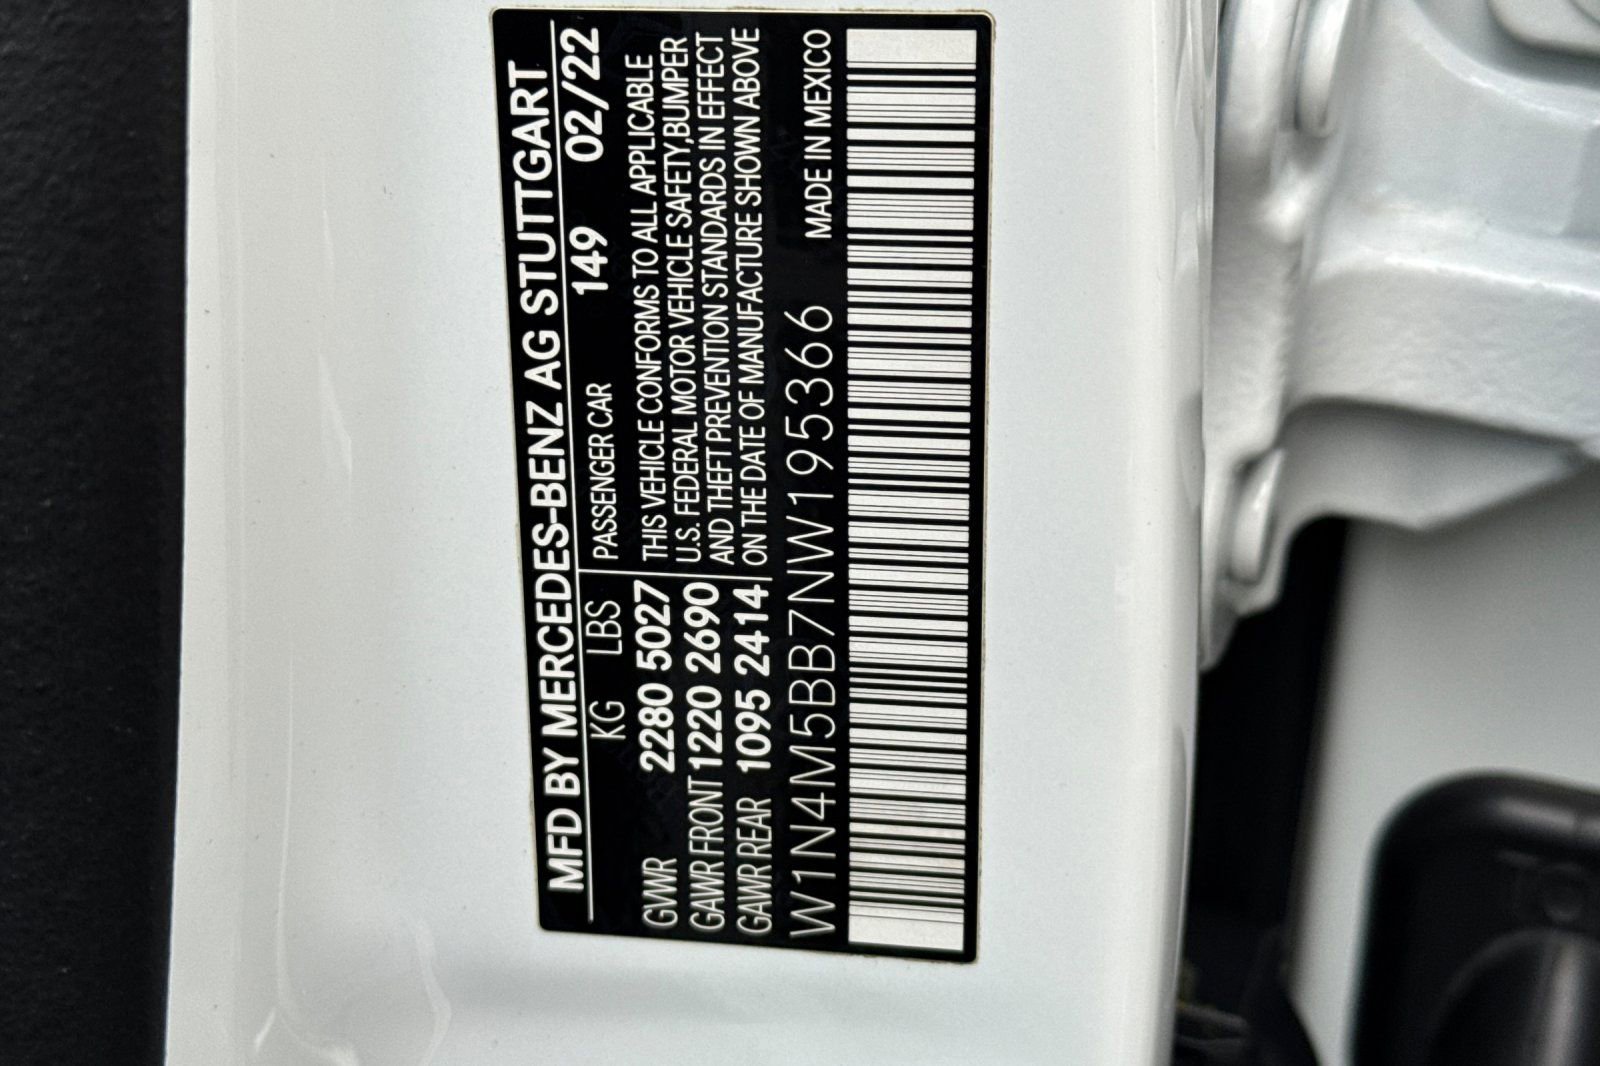 MFD BY MERCEDES-BENZ AG STUTTGART
KG LBS PASSENGER CAR 149 02/22
GVWR 2280 5027
GAWR FRONT 1220 2690
GAWR REAR 1095 2414
THIS VEHICLE CONFORMS TO ALL APPLICABLE
U.S. FEDERAL MOTOR VEHICLE SAFETY,BUMPER
AND THEFT PREVENTION STANDARDS IN EFFECT
ON THE DATE OF MANUFACTURE SHOWN ABOVE
W1N4M5BB7NW195366 MADE IN MEXICO